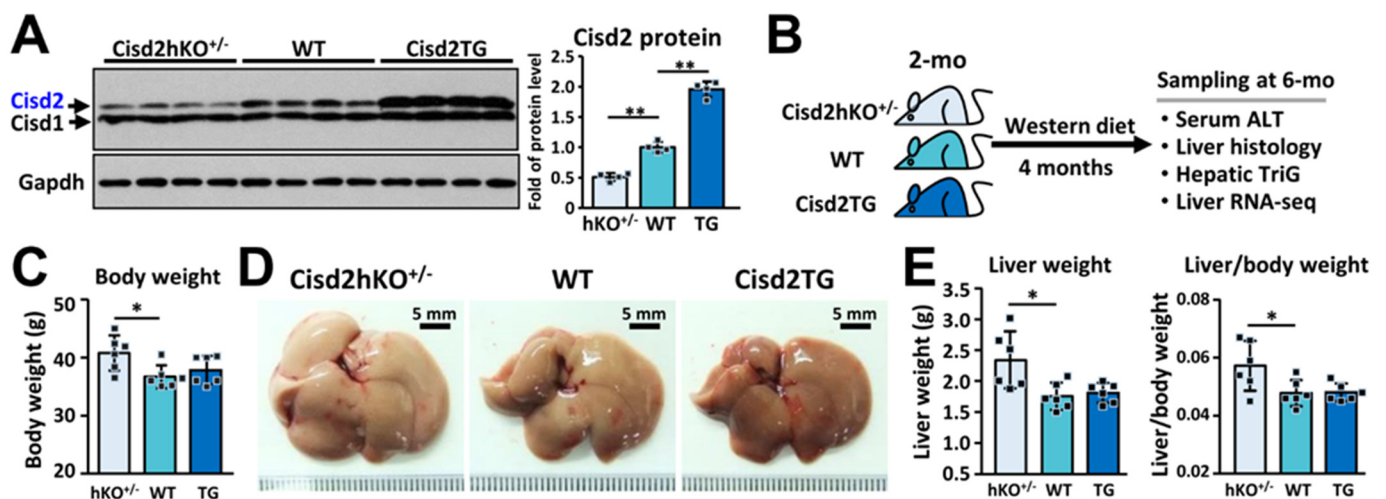 A
Cisd2hKO+/- WT Cisd2TG
Cisd2
Cisd1
Gapdh
Cisd2 protein
Fold of protein level
2.5
2.0
1.5
1.0
0.5
0
**
**
hKO+/- WT TG
B
2-mo
Cisd2hKO+/-
WT
Cisd2TG
Western diet
4 months
Sampling at 6-mo
• Serum ALT
• Liver histology
• Hepatic TriG
• Liver RNA-seq
C
Body weight
Body weight (g)
50
40
30
20
*
hKO+/- WT TG
D
Cisd2hKO+/- WT Cisd2TG
5 mm 5 mm 5 mm
E
Liver weight
Liver weight (g)
3.5
3.0
2.5
2.0
1.5
1.0
0.5
*
hKO+/- WT TG
Liver/body weight
Liver/body weight
0.08
0.06
0.04
0.02
*
hKO+/- WT TG